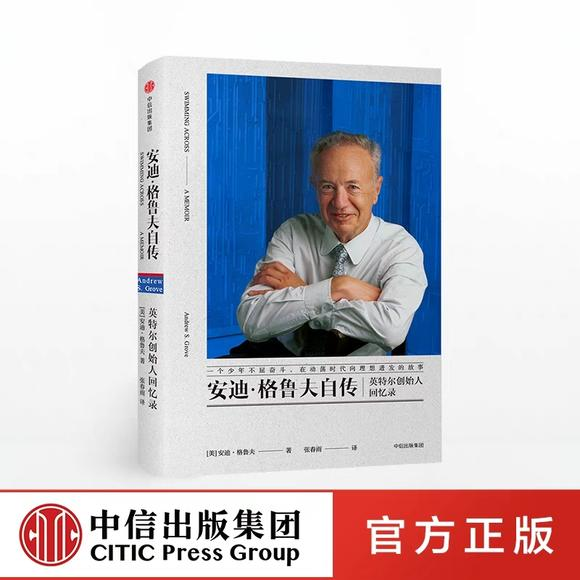 中信出版集团
SWIMMING ACROSS
A MEMOIR
安迪·格鲁夫自传
Andrew
S. Grove
英特尔创始人回忆录
[美]安迪·格鲁夫 著
张春雨 译
SWIMMING ACROSS
A MEMOIR
Andrew S. Grove
一个少年不屈奋斗、在动荡时代向理想进发的故事
安迪·格鲁夫自传
英特尔创始人
回忆录
[美]安迪·格鲁夫 著 张春雨 译
中信出版集团
中信出版集团
CITIC Press Group
官方正版